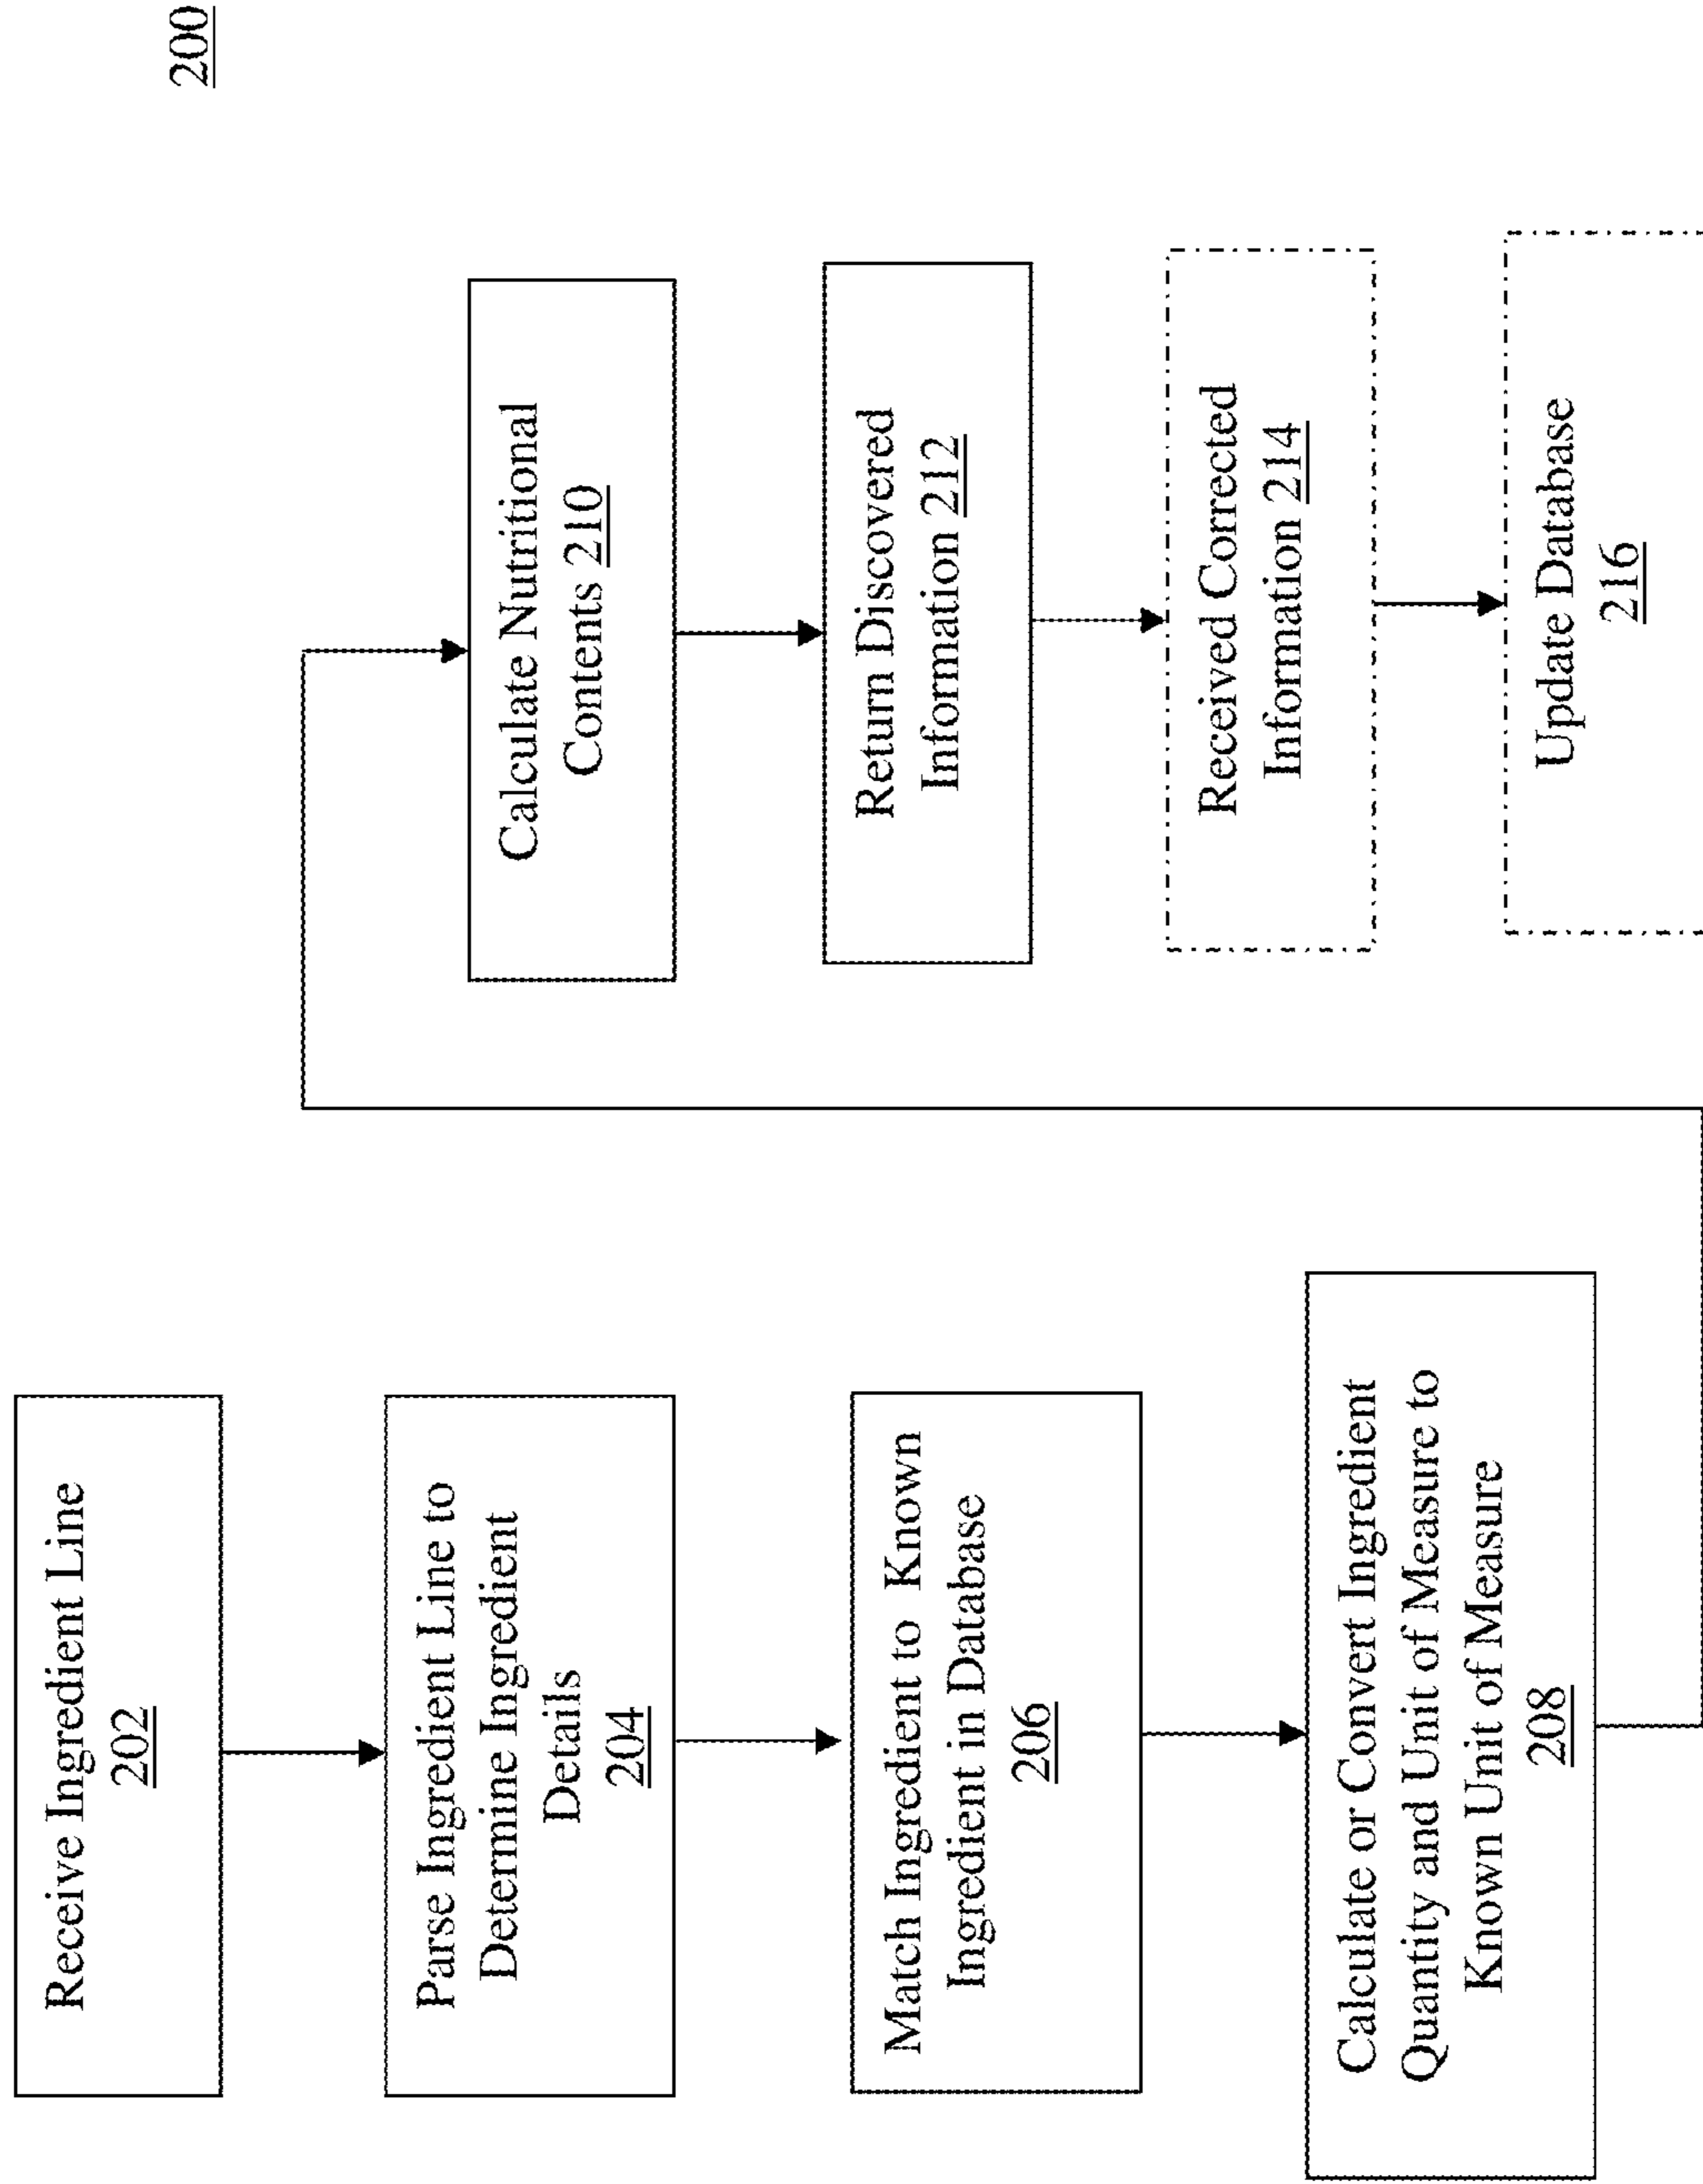 200
Receive Ingredient Line
202
Parse Ingredient Line to
Determine Ingredient
Details
204
Match Ingredient to Known
Ingredient in Database
206
Calculate or Convert Ingredient
Quantity and Unit of Measure to
Known Unit of Measure
208
Calculate Nutritional
Contents 210
Return Discovered
Information 212
Received Corrected
Information 214
Update Database
216